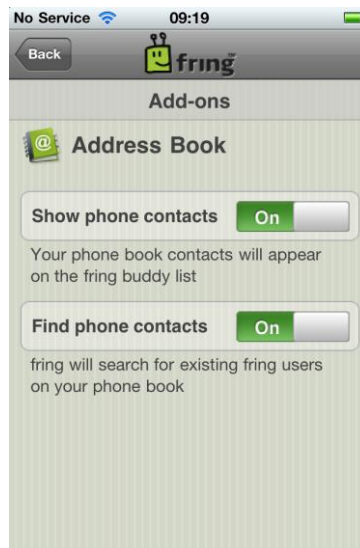 No Service 09:19
Back
fring
Add-ons
Address Book
Show phone contacts On
Your phone book contacts will appear
on the fring buddy list
Find phone contacts On
fring will search for existing fring users
on your phone book